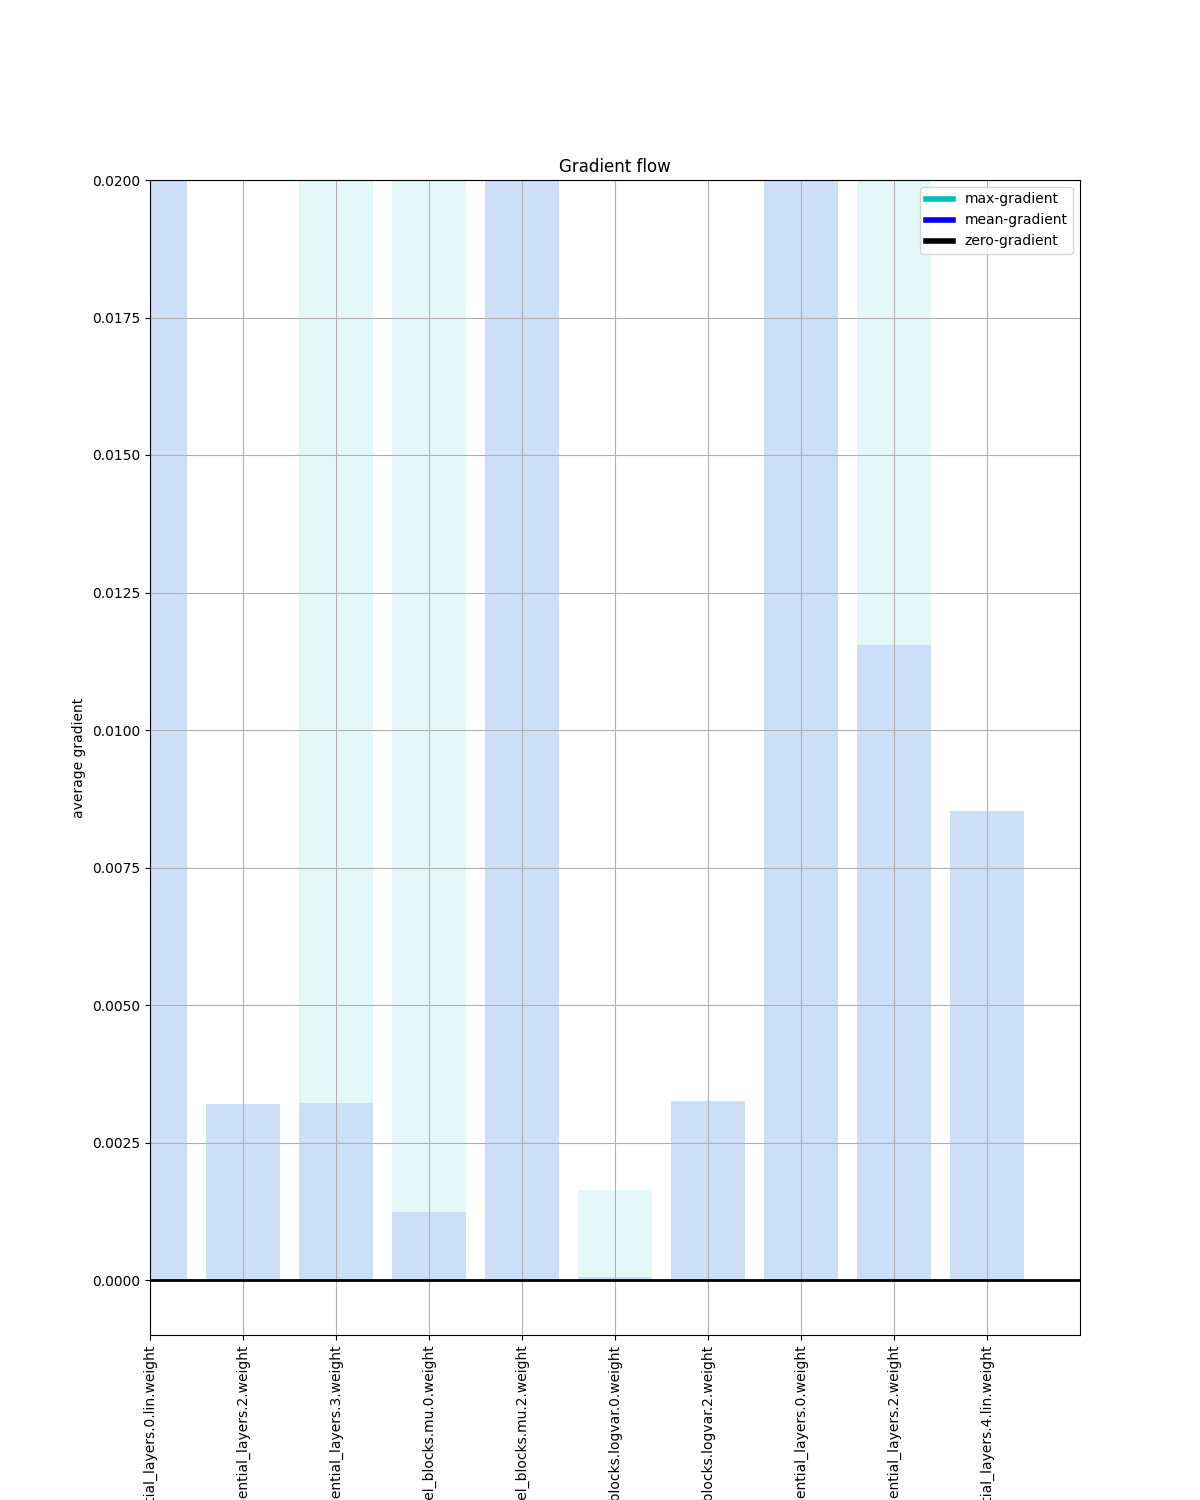 Gradient flow
max-gradient
mean-gradient
zero-gradient
average gradient
0.0200
0.0175
0.0150
0.0125
0.0100
0.0075
0.0050
0.0025
0.0000
tial_layers.0.lin.weight
ential_layers.2.weight
ential_layers.3.weight
el_blocks.mu.0.weight
el_blocks.mu.2.weight
blocks.logvar.0.weight
blocks.logvar.2.weight
ential_layers.0.weight
ential_layers.2.weight
tial_layers.4.lin.weight